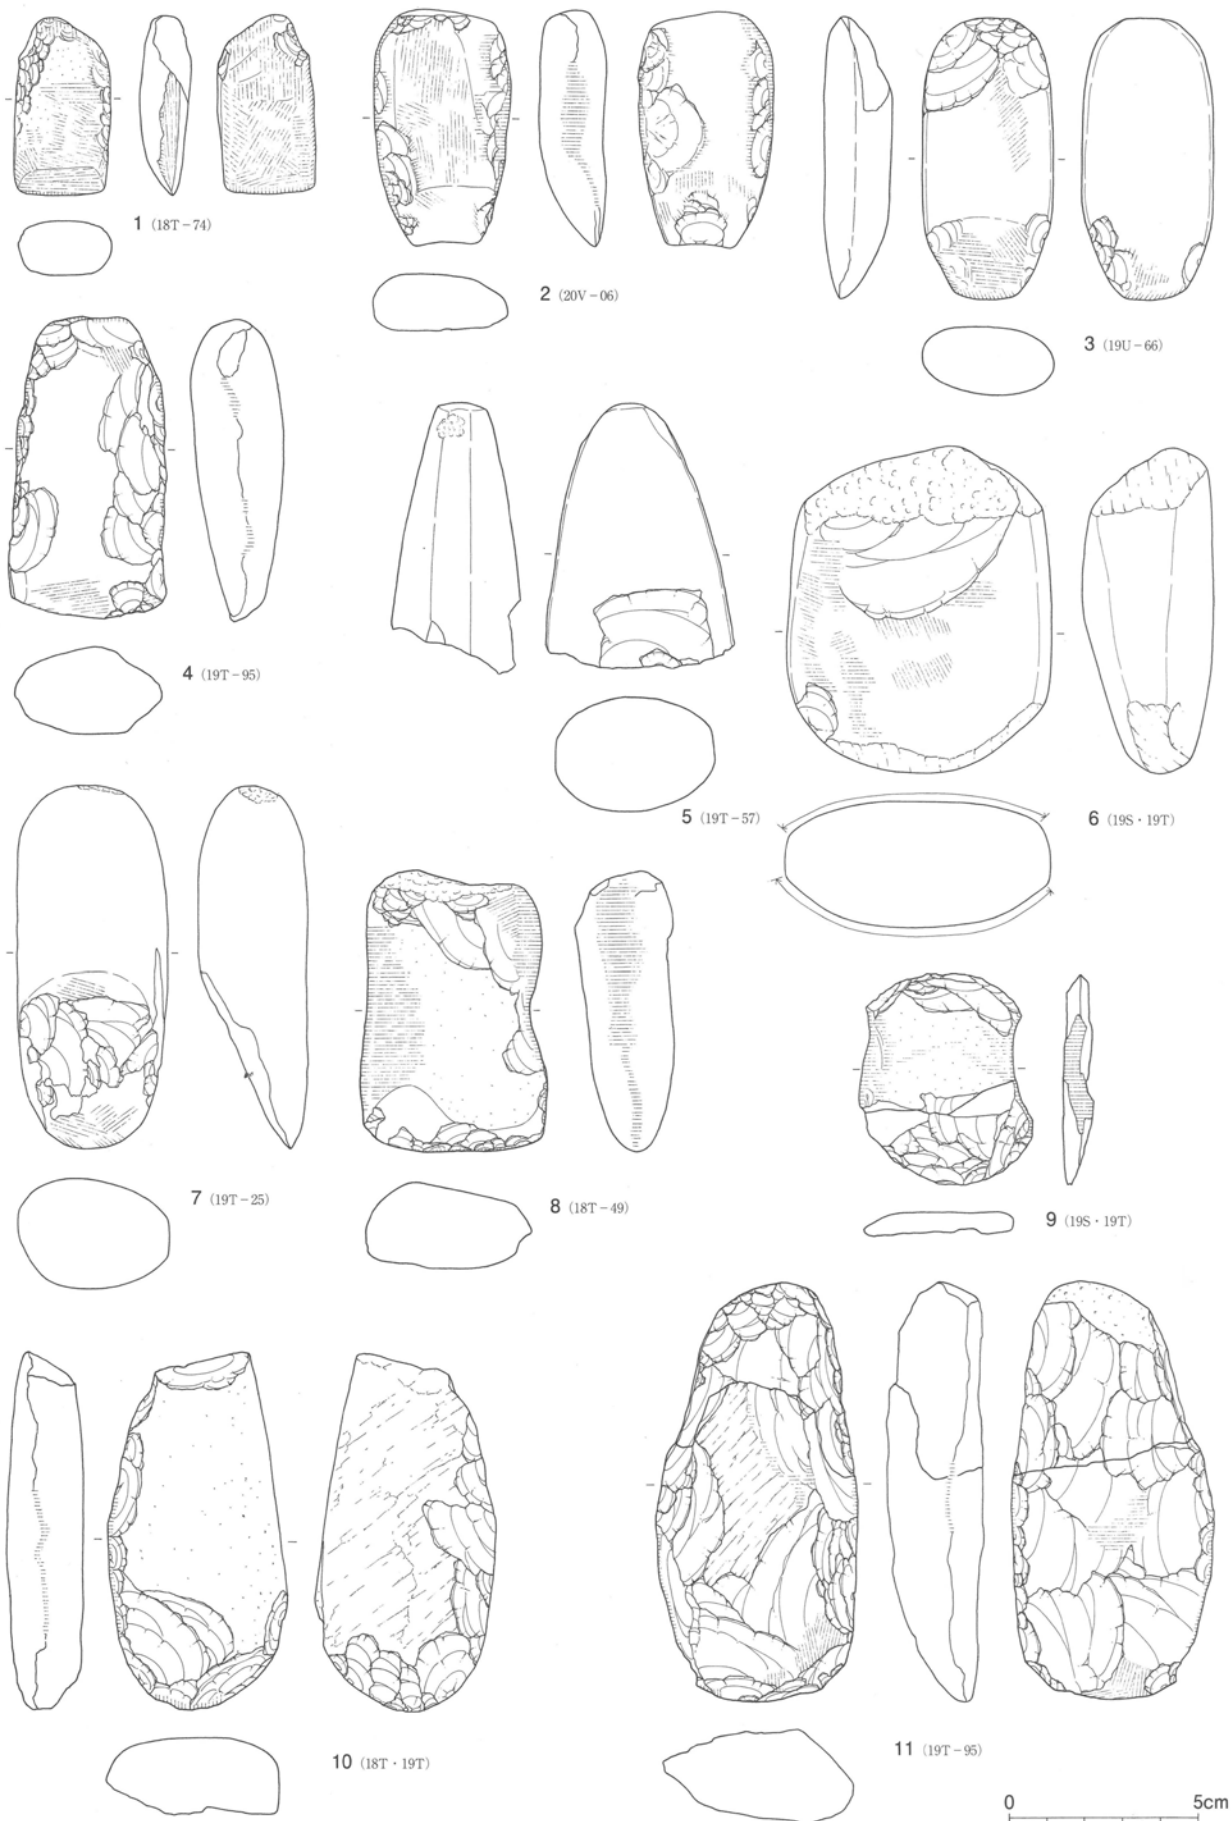 1 (18T-74)
2 (20V-06)
3 (19U-66)
4 (19T-95)
5 (19T-57)
6 (19S・19T)
7 (19T-25)
8 (18T-49)
9 (19S・19T)
10 (18T・19T)
11 (19T-95)
0 5cm